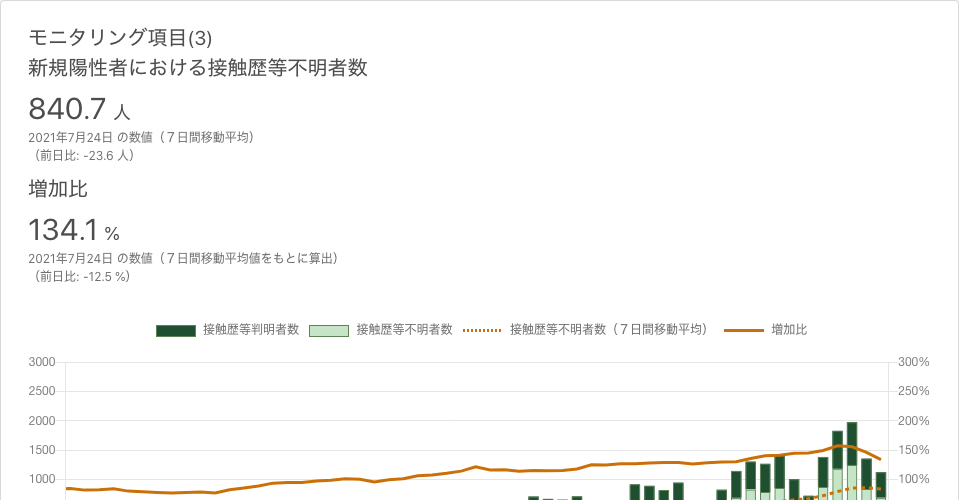 モニタリング項目(3)
新規陽性者における接触歴等不明者数
840.7 人
2021年7月24日 の数値（７日間移動平均）
（前日比: -23.6 人）
増加比
134.1 %
2021年7月24日 の数値（７日間移動平均値をもとに算出）
（前日比: -12.5 %）
接触歴等判明者数 接触歴等不明者数 接触歴等不明者数（７日間移動平均） 増加比
3000 300%
2500 250%
2000 200%
1500 150%
1000 100%